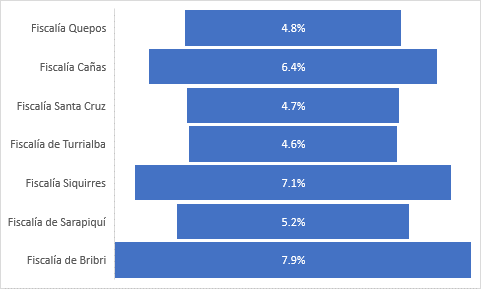 Fiscalía Quepos 4.8%
Fiscalía Cañas 6.4%
Fiscalía Santa Cruz 4.7%
Fiscalía de Turrialba 4.6%
Fiscalía Siquirres 7.1%
Fiscalía de Sarapiquí 5.2%
Fiscalía de Bribri 7.9%